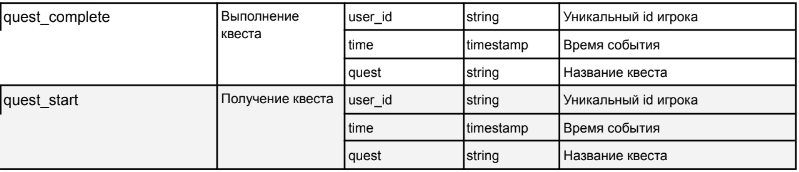 quest_complete Выполнение квеста user_id string Уникальный id игрока
time timestamp Время события
quest string Название квеста
quest_start Получение квеста user_id string Уникальный id игрока
time timestamp Время события
quest string Название квеста